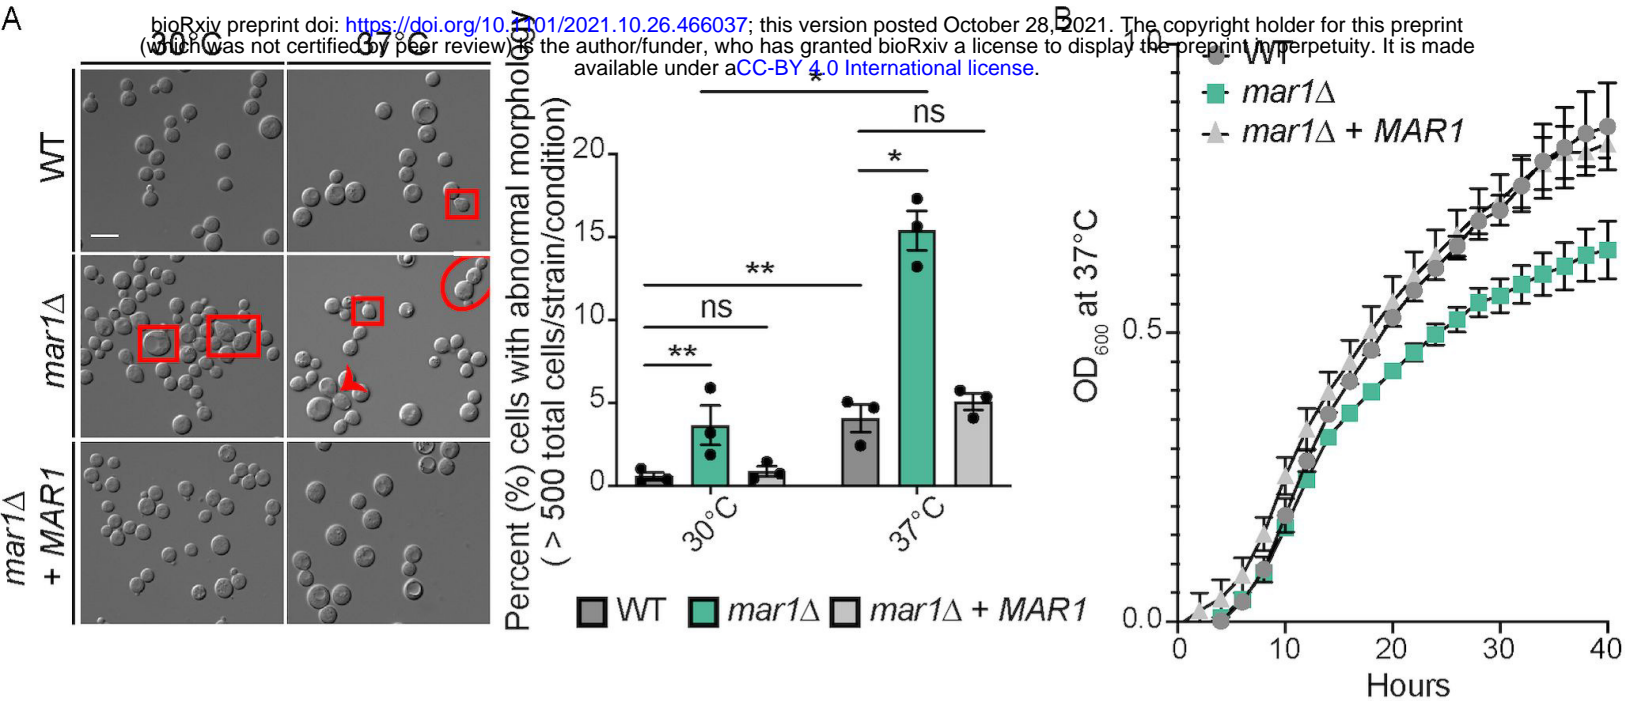 A
B
bioRxiv preprint doi: https://doi.org/10.1101/2021.10.26.466037; this version posted October 28, 2021. The copyright holder for this preprint
(which was not certified by peer review) is the author/funder, who has granted bioRxiv a license to display the preprint in perpetuity. It is made
available under aCC-BY 4.0 International license.
30°C
37°C
WT
mar1Δ
mar1Δ
+ MAR1
Percent (%) cells with abnormal morphology
( > 500 total cells/strain/condition)
20
15
10
5
0
**
ns
**
*
*
ns
30°C
37°C
WT
mar1Δ
mar1Δ + MAR1
WT
mar1Δ
mar1Δ + MAR1
OD600 at 37°C
1.0
0.5
0.0
0
10
20
30
40
Hours